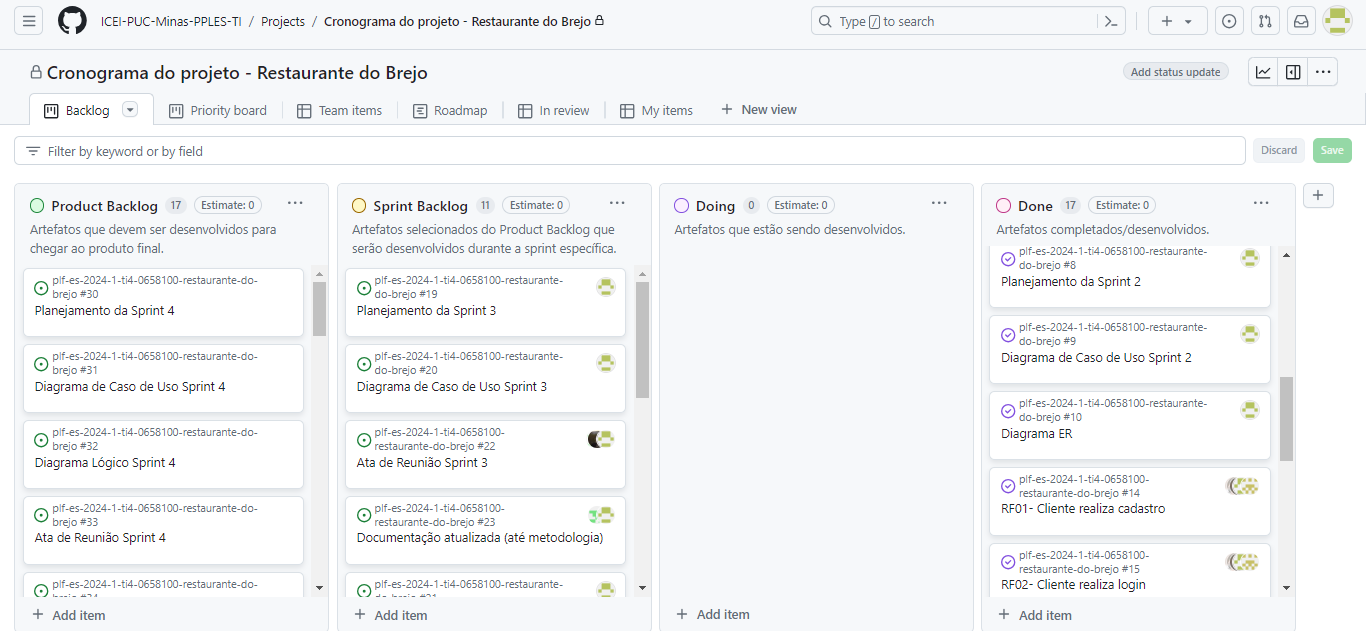 ICEI-PUC-Minas-PPLES-TI / Projects / Cronograma do projeto - Restaurante do Brejo
Type / to search
Cronograma do projeto - Restaurante do Brejo
Add status update
Backlog
Priority board
Team items
Roadmap
In review
My items
New view
Filter by keyword or by field
Discard
Save
Product Backlog 17 Estimate: 0
Artefatos que devem ser desenvolvidos para
chegar ao produto final.
plf-es-2024-1-ti4-0658100-restaurante-do-
brejo #30
Planejamento da Sprint 4
plf-es-2024-1-ti4-0658100-restaurante-do-
brejo #31
Diagrama de Caso de Uso Sprint 4
plf-es-2024-1-ti4-0658100-restaurante-do-
brejo #32
Diagrama Lógico Sprint 4
plf-es-2024-1-ti4-0658100-restaurante-do-
brejo #33
Ata de Reunião Sprint 4
plf-es-2024-1-ti4-0658100-restaurante-do-
Add item
Sprint Backlog 11 Estimate: 0
Artefatos selecionados do Product Backlog que
serão desenvolvidos durante a sprint específica.
plf-es-2024-1-ti4-0658100-restaurante-
do-brejo #19
Planejamento da Sprint 3
plf-es-2024-1-ti4-0658100-restaurante-
do-brejo #20
Diagrama de Caso de Uso Sprint 3
plf-es-2024-1-ti4-0658100-
restaurante-do-brejo #22
Ata de Reunião Sprint 3
plf-es-2024-1-ti4-0658100-
restaurante-do-brejo #23
Documentação atualizada (até metodologia)
plf-es-2024-1-ti4-0658100-restaurante-
Add item
Doing 0 Estimate: 0
Artefatos que estão sendo desenvolvidos.
Add item
Done 17 Estimate: 0
Artefatos completados/desenvolvidos.
plf-es-2024-1-ti4-0658100-restaurante-
do-brejo #8
Planejamento da Sprint 2
plf-es-2024-1-ti4-0658100-restaurante-
do-brejo #9
Diagrama de Caso de Uso Sprint 2
plf-es-2024-1-ti4-0658100-restaurante-
do-brejo #10
Diagrama ER
plf-es-2024-1-ti4-0658100-
restaurante-do-brejo #14
RF01- Cliente realiza cadastro
plf-es-2024-1-ti4-0658100-
restaurante-do-brejo #15
RF02- Cliente realiza login
Add item